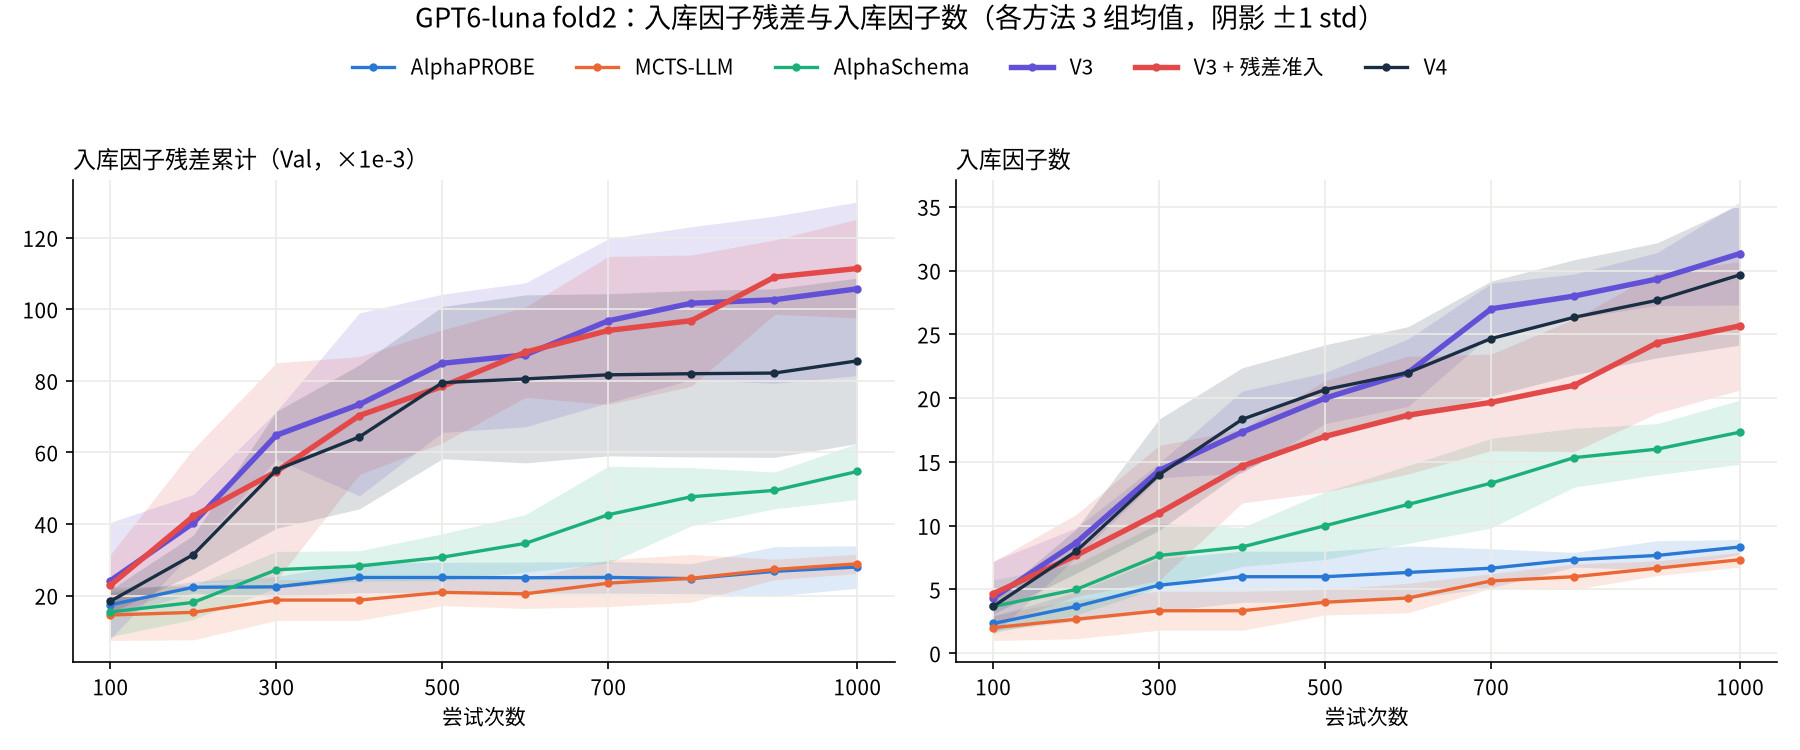 GPT6-luna fold2：入库因子残差与入库因子数（各方法 3 组均值，阴影 ±1 std）
AlphaPROBE MCTS-LLM AlphaSchema V3 V3 + 残差准入 V4
入库因子残差累计（Val，×1e-3）
120
100
80
60
40
20
100 300 500 700 1000
尝试次数
入库因子数
35
30
25
20
15
10
5
0
100 300 500 700 1000
尝试次数